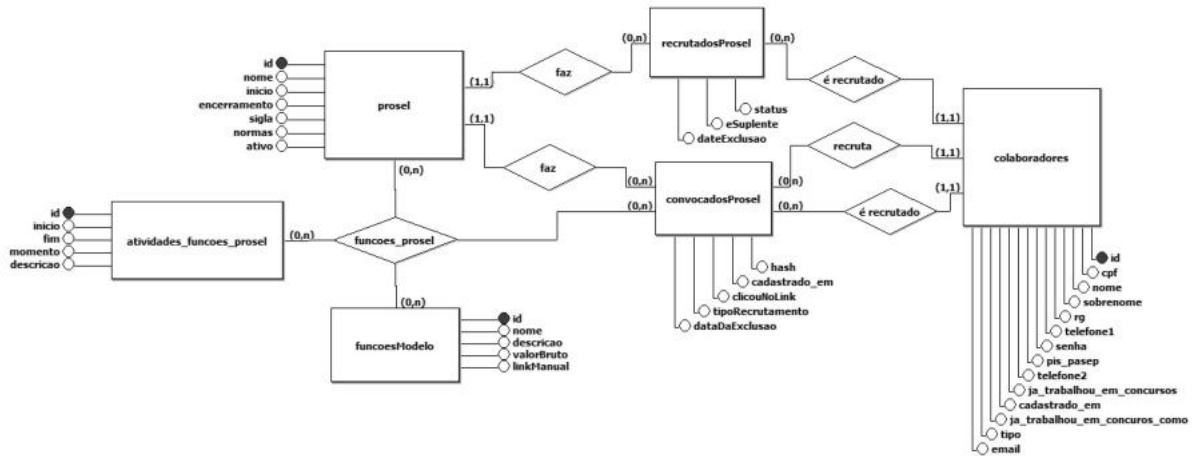 (0,n)
recrutadosProsel
(0,n)
id
nome
inicio
encerramento
sigla
normas
ativo
prosel
(1,1)
faz
status
eSuplente
dateExclusao
é recrutado
(1,1)
(1,1)
faz
(0,n)
convocadosProsel
(0,n)
recruta
(1,1)
colaboradores
(1,1)
(0,n)
(0,n)
é recrutado
(0,n)
id
inicio
fim
momento
descricao
atividades_funcoes_prosel
(0,n)
funcoes_prosel
hash
cadastrado_em
clicouNoLink
tipoRecrutamento
dataDaExclusao
id
cpf
nome
sobrenome
rg
telefone1
senha
pis_pasep
telefone2
ja_trabalhou_em_concursos
cadastrado_em
ja_trabalhou_em_concuros_como
tipo
email
(0,n)
funcoesModelo
id
nome
descricao
valorBruto
linkManual